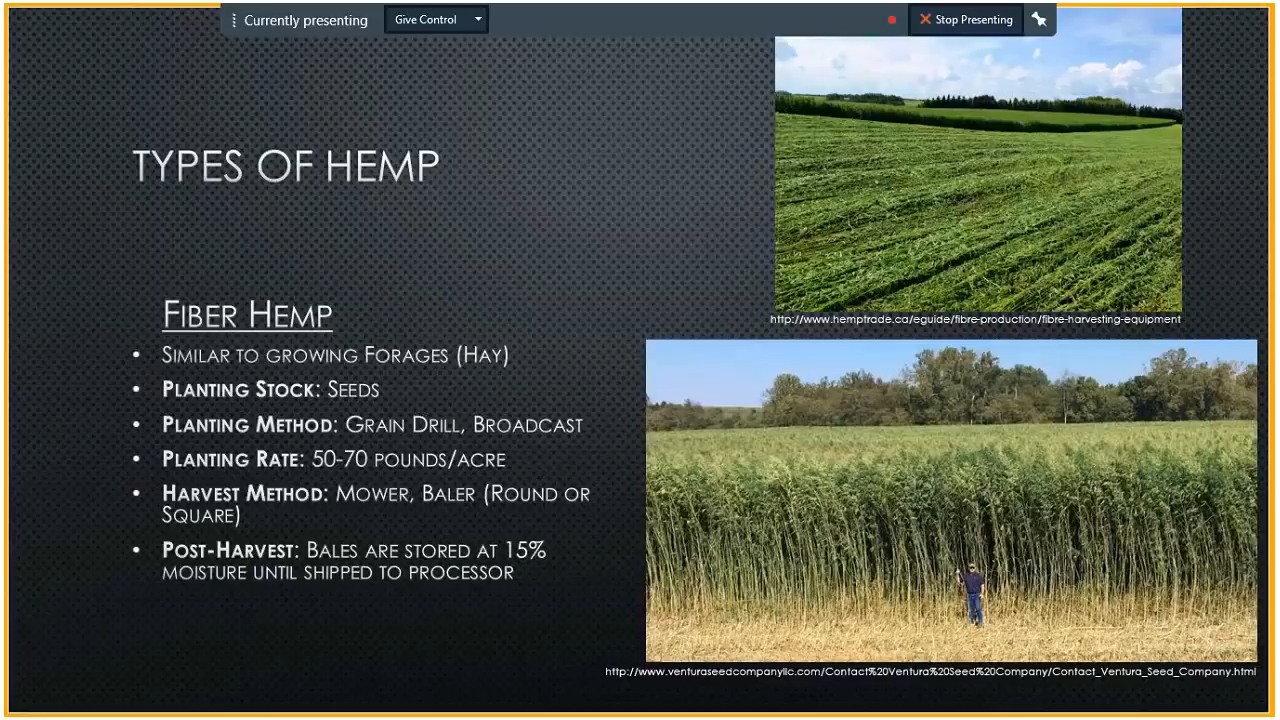 Currently presenting
Give Control
Stop Presenting
TYPES OF HEMP
FIBER HEMP
• SIMILAR TO GROWING FORAGES (HAY)
• PLANTING STOCK: SEEDS
• PLANTING METHOD: GRAIN DRILL, BROADCAST
• PLANTING RATE: 50-70 POUNDS/ACRE
• HARVEST METHOD: MOWER, BALER (ROUND OR
SQUARE)
• POST-HARVEST: BALES ARE STORED AT 15%
MOISTURE UNTIL SHIPPED TO PROCESSOR
http://www.hemptrade.ca/eguide/fibre-production/fibre-harvesting-equipment
http://www.venturaseedcompanyllc.com/Contact%20Ventura%20Seed%20Company/Contact_Ventura_Seed_Company.html